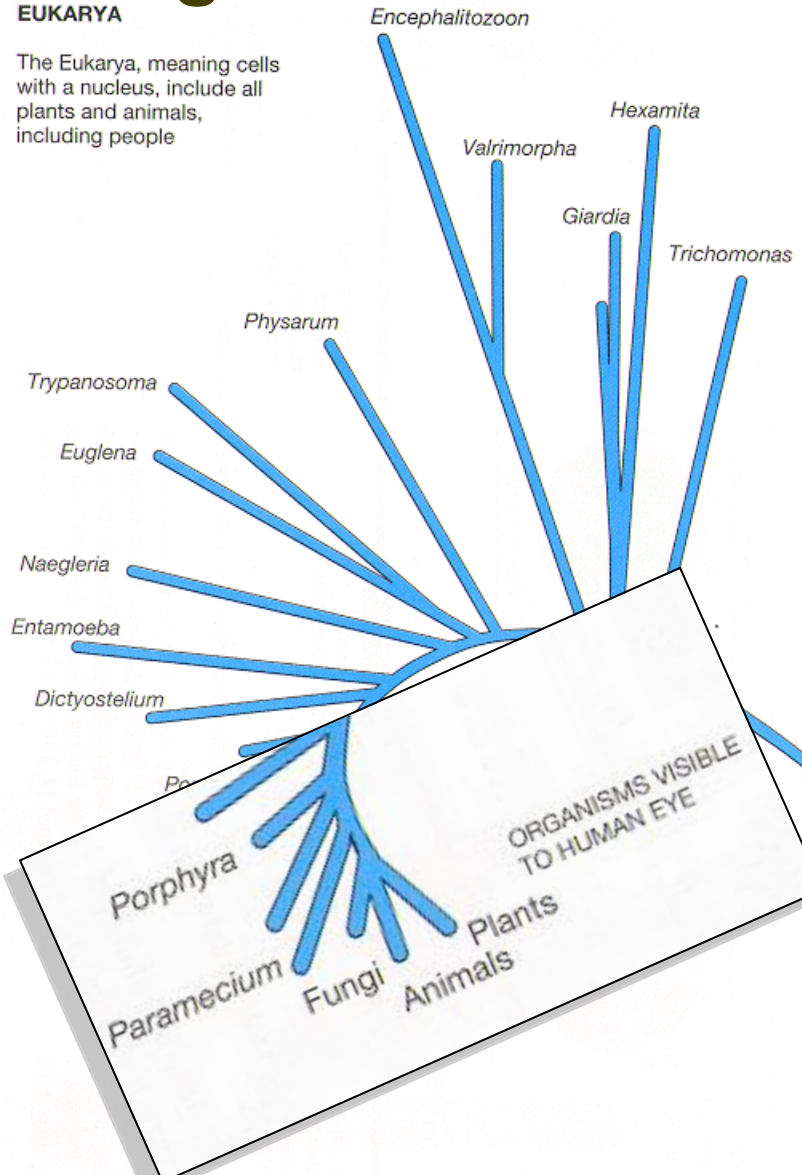 EUKARYA
The Eukarya, meaning cells
with a nucleus, include all
plants and animals,
including people
Encephalitozoon
Hexamita
Valrimorpha
Giardia
Trichomonas
Physarum
Trypanosoma
Euglena
Naegleria
Entamoeba
Dictyostelium
ORGANISMS VISIBLE
TO HUMAN EYE
Porphyra
Plants
Paramecium
Fungi
Animals